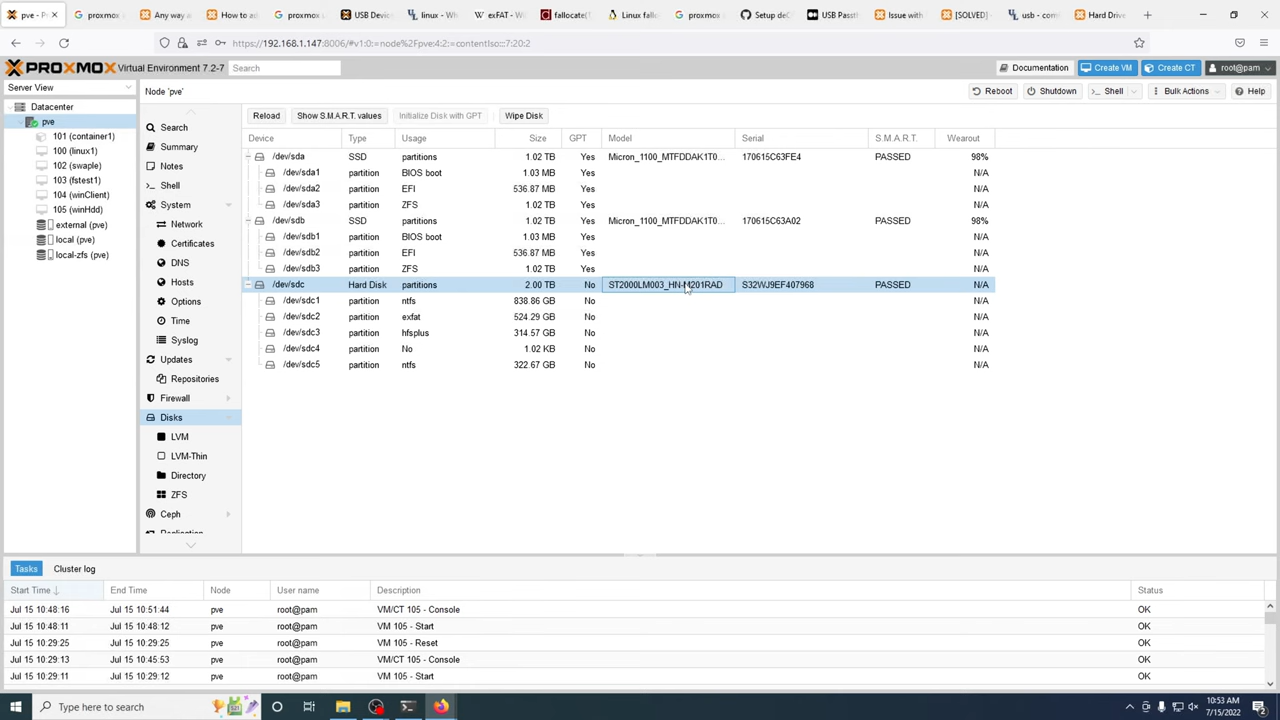 pve - Pro
proxmox
Any way a
How to ad
proxmox u
USB Devic
linux - Wh
exFAT - W
fallocate(
Linux fallo
proxmox
Setup deC
USB Passt
Issue with
[SOLVED] -
usb - com
Hard Drive
https://192.168.1.147:8006/#v1:0:=node%2Fpve:4:2:=contentIso:::7:20:2
PROXMOX Virtual Environment 7.2-7 Search Documentation Create VM Create CT root@pam
Server View Node 'pve' Reboot Shutdown Shell Bulk Actions Help
Datacenter
pve
101 (container1)
100 (linux1)
102 (swaple)
103 (fstest1)
104 (winClient)
105 (winHdd)
external (pve)
local (pve)
local-zfs (pve)
Search
Summary
Notes
Shell
System
Network
Certificates
DNS
Hosts
Options
Time
Syslog
Updates
Repositories
Firewall
Disks
LVM
LVM-Thin
Directory
ZFS
Ceph
Replication
Reload Show S.M.A.R.T. values Initialize Disk with GPT Wipe Disk
Device Type Usage Size GPT Model Serial S.M.A.R.T. Wearout
/dev/sda SSD partitions 1.02 TB Yes Micron_1100_MTFDDAK1T0... 170615C63FE4 PASSED 98%
/dev/sda1 partition BIOS boot 1.03 MB Yes N/A
/dev/sda2 partition EFI 536.87 MB Yes N/A
/dev/sda3 partition ZFS 1.02 TB Yes N/A
/dev/sdb SSD partitions 1.02 TB Yes Micron_1100_MTFDDAK1T0... 170615C63A02 PASSED 98%
/dev/sdb1 partition BIOS boot 1.03 MB Yes N/A
/dev/sdb2 partition EFI 536.87 MB Yes N/A
/dev/sdb3 partition ZFS 1.02 TB Yes N/A
/dev/sdc Hard Disk partitions 2.00 TB No ST2000LM003_HN-M201RAD S32WJ9EF407968 PASSED N/A
/dev/sdc1 partition ntfs 838.86 GB No N/A
/dev/sdc2 partition exfat 524.29 GB No N/A
/dev/sdc3 partition hfsplus 314.57 GB No N/A
/dev/sdc4 partition No 1.02 KB No N/A
/dev/sdc5 partition ntfs 322.67 GB No N/A
Tasks Cluster log
Start Time End Time Node User name Description Status
Jul 15 10:48:16 Jul 15 10:51:44 pve root@pam VM/CT 105 - Console OK
Jul 15 10:48:11 Jul 15 10:48:12 pve root@pam VM 105 - Start OK
Jul 15 10:29:25 Jul 15 10:29:25 pve root@pam VM 105 - Reset OK
Jul 15 10:29:13 Jul 15 10:45:53 pve root@pam VM/CT 105 - Console OK
Jul 15 10:29:11 Jul 15 10:29:12 pve root@pam VM 105 - Start OK
Type here to search
10:53 AM
7/15/2022
2